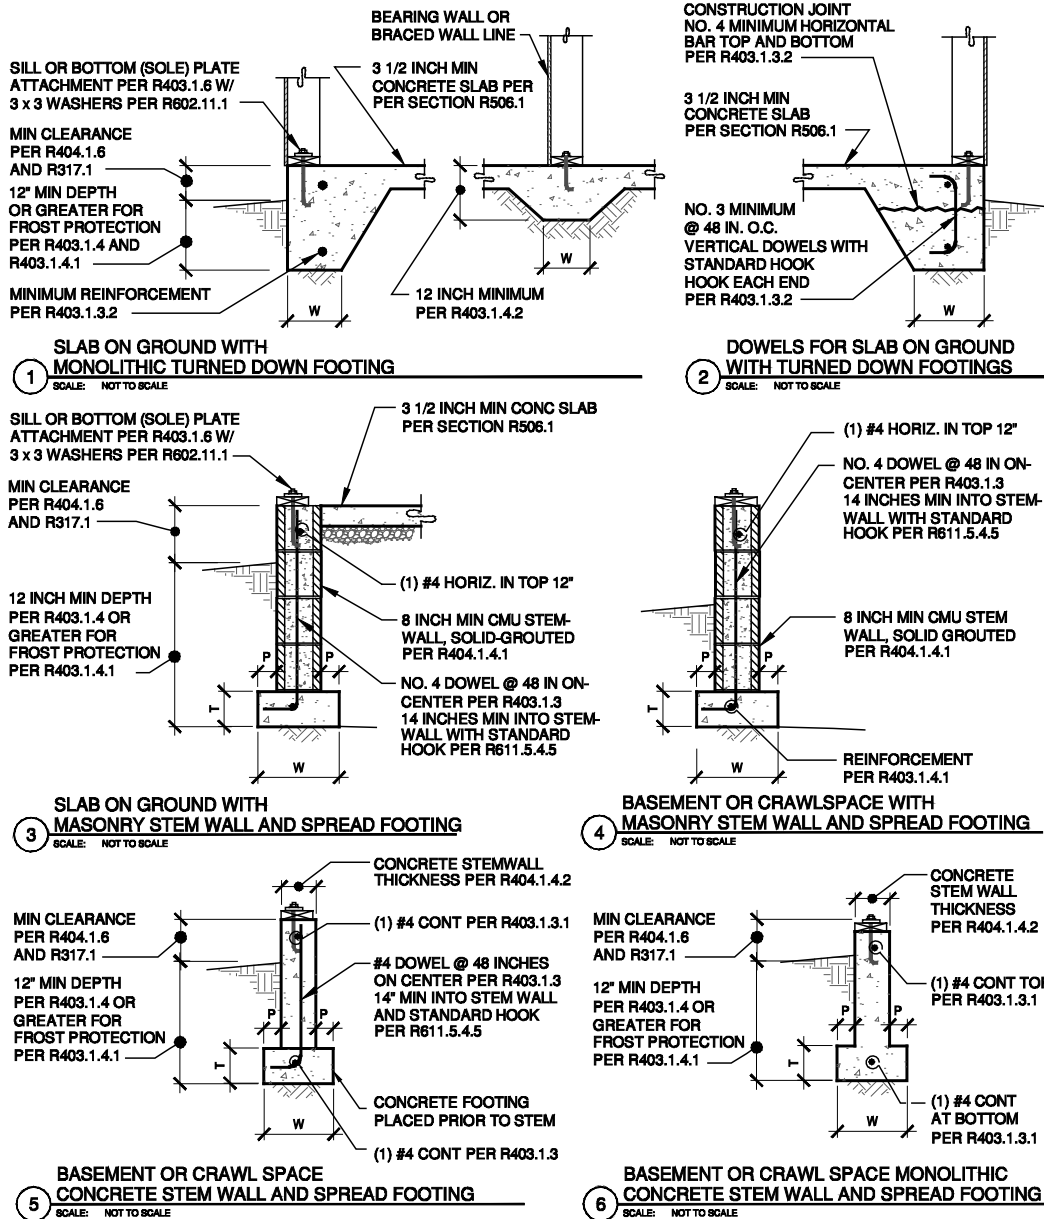 BEARING WALL OR
BRACED WALL LINE
SILL OR BOTTOM (SOLE) PLATE
ATTACHMENT PER R403.1.6 W/
3 x 3 WASHERS PER R602.11.1
3 1/2 INCH MIN
CONCRETE SLAB PER
PER SECTION R506.1
MIN CLEARANCE
PER R404.1.6
AND R317.1
12" MIN DEPTH
OR GREATER FOR
FROST PROTECTION
PER R403.1.4 AND
R403.1.4.1
MINIMUM REINFORCEMENT
PER R403.1.3.2
W
W
12 INCH MINIMUM
PER R403.1.4.2
1
SLAB ON GROUND WITH
MONOLITHIC TURNED DOWN FOOTING
SCALE: NOT TO SCALE
CONSTRUCTION JOINT
NO. 4 MINIMUM HORIZONTAL
BAR TOP AND BOTTOM
PER R403.1.3.2
3 1/2 INCH MIN
CONCRETE SLAB
PER SECTION R506.1
NO. 3 MINIMUM
@ 48 IN. O.C.
VERTICAL DOWELS WITH
STANDARD HOOK
HOOK EACH END
PER R403.1.3.2
W
2
DOWELS FOR SLAB ON GROUND
WITH TURNED DOWN FOOTINGS
SCALE: NOT TO SCALE
SILL OR BOTTOM (SOLE) PLATE
ATTACHMENT PER R403.1.6 W/
3 x 3 WASHERS PER R602.11.1
3 1/2 INCH MIN CONC SLAB
PER SECTION R506.1
MIN CLEARANCE
PER R404.1.6
AND R317.1
12 INCH MIN DEPTH
PER R403.1.4 OR
GREATER FOR
FROST PROTECTION
PER R403.1.4.1
(1) #4 HORIZ. IN TOP 12"
8 INCH MIN CMU STEM-
WALL, SOLID-GROUTED
PER R404.1.4.1
NO. 4 DOWEL @ 48 IN ON-
CENTER PER R403.1.3
14 INCHES MIN INTO STEM-
WALL WITH STANDARD
HOOK PER R611.5.4.5
P
P
T
W
3
SLAB ON GROUND WITH
MASONRY STEM WALL AND SPREAD FOOTING
SCALE: NOT TO SCALE
(1) #4 HORIZ. IN TOP 12"
NO. 4 DOWEL @ 48 IN ON-
CENTER PER R403.1.3
14 INCHES MIN INTO STEM-
WALL WITH STANDARD
HOOK PER R611.5.4.5
8 INCH MIN CMU STEM
WALL, SOLID GROUTED
PER R404.1.4.1
P
P
T
W
REINFORCEMENT
PER R403.1.4.1
4
BASEMENT OR CRAWLSPACE WITH
MASONRY STEM WALL AND SPREAD FOOTING
SCALE: NOT TO SCALE
CONCRETE STEMWALL
THICKNESS PER R404.1.4.2
MIN CLEARANCE
PER R404.1.6
AND R317.1
(1) #4 CONT PER R403.1.3.1
#4 DOWEL @ 48 INCHES
ON CENTER PER R403.1.3
14" MIN INTO STEM WALL
AND STANDARD HOOK
PER R611.5.4.5
12" MIN DEPTH
PER R403.1.4 OR
GREATER FOR
FROST PROTECTION
PER R403.1.4.1
P
P
T
W
CONCRETE FOOTING
PLACED PRIOR TO STEM
(1) #4 CONT PER R403.1.3
5
BASEMENT OR CRAWL SPACE
CONCRETE STEM WALL AND SPREAD FOOTING
SCALE: NOT TO SCALE
CONCRETE
STEM WALL
THICKNESS
PER R404.1.4.2
MIN CLEARANCE
PER R404.1.6
AND R317.1
(1) #4 CONT TOP
PER R403.1.3.1
12" MIN DEPTH
PER R403.1.4 OR
GREATER FOR
FROST PROTECTION
PER R403.1.4.1
P
P
T
W
(1) #4 CONT
AT BOTTOM
PER R403.1.3.1
6
BASEMENT OR CRAWL SPACE MONOLITHIC
CONCRETE STEM WALL AND SPREAD FOOTING
SCALE: NOT TO SCALE